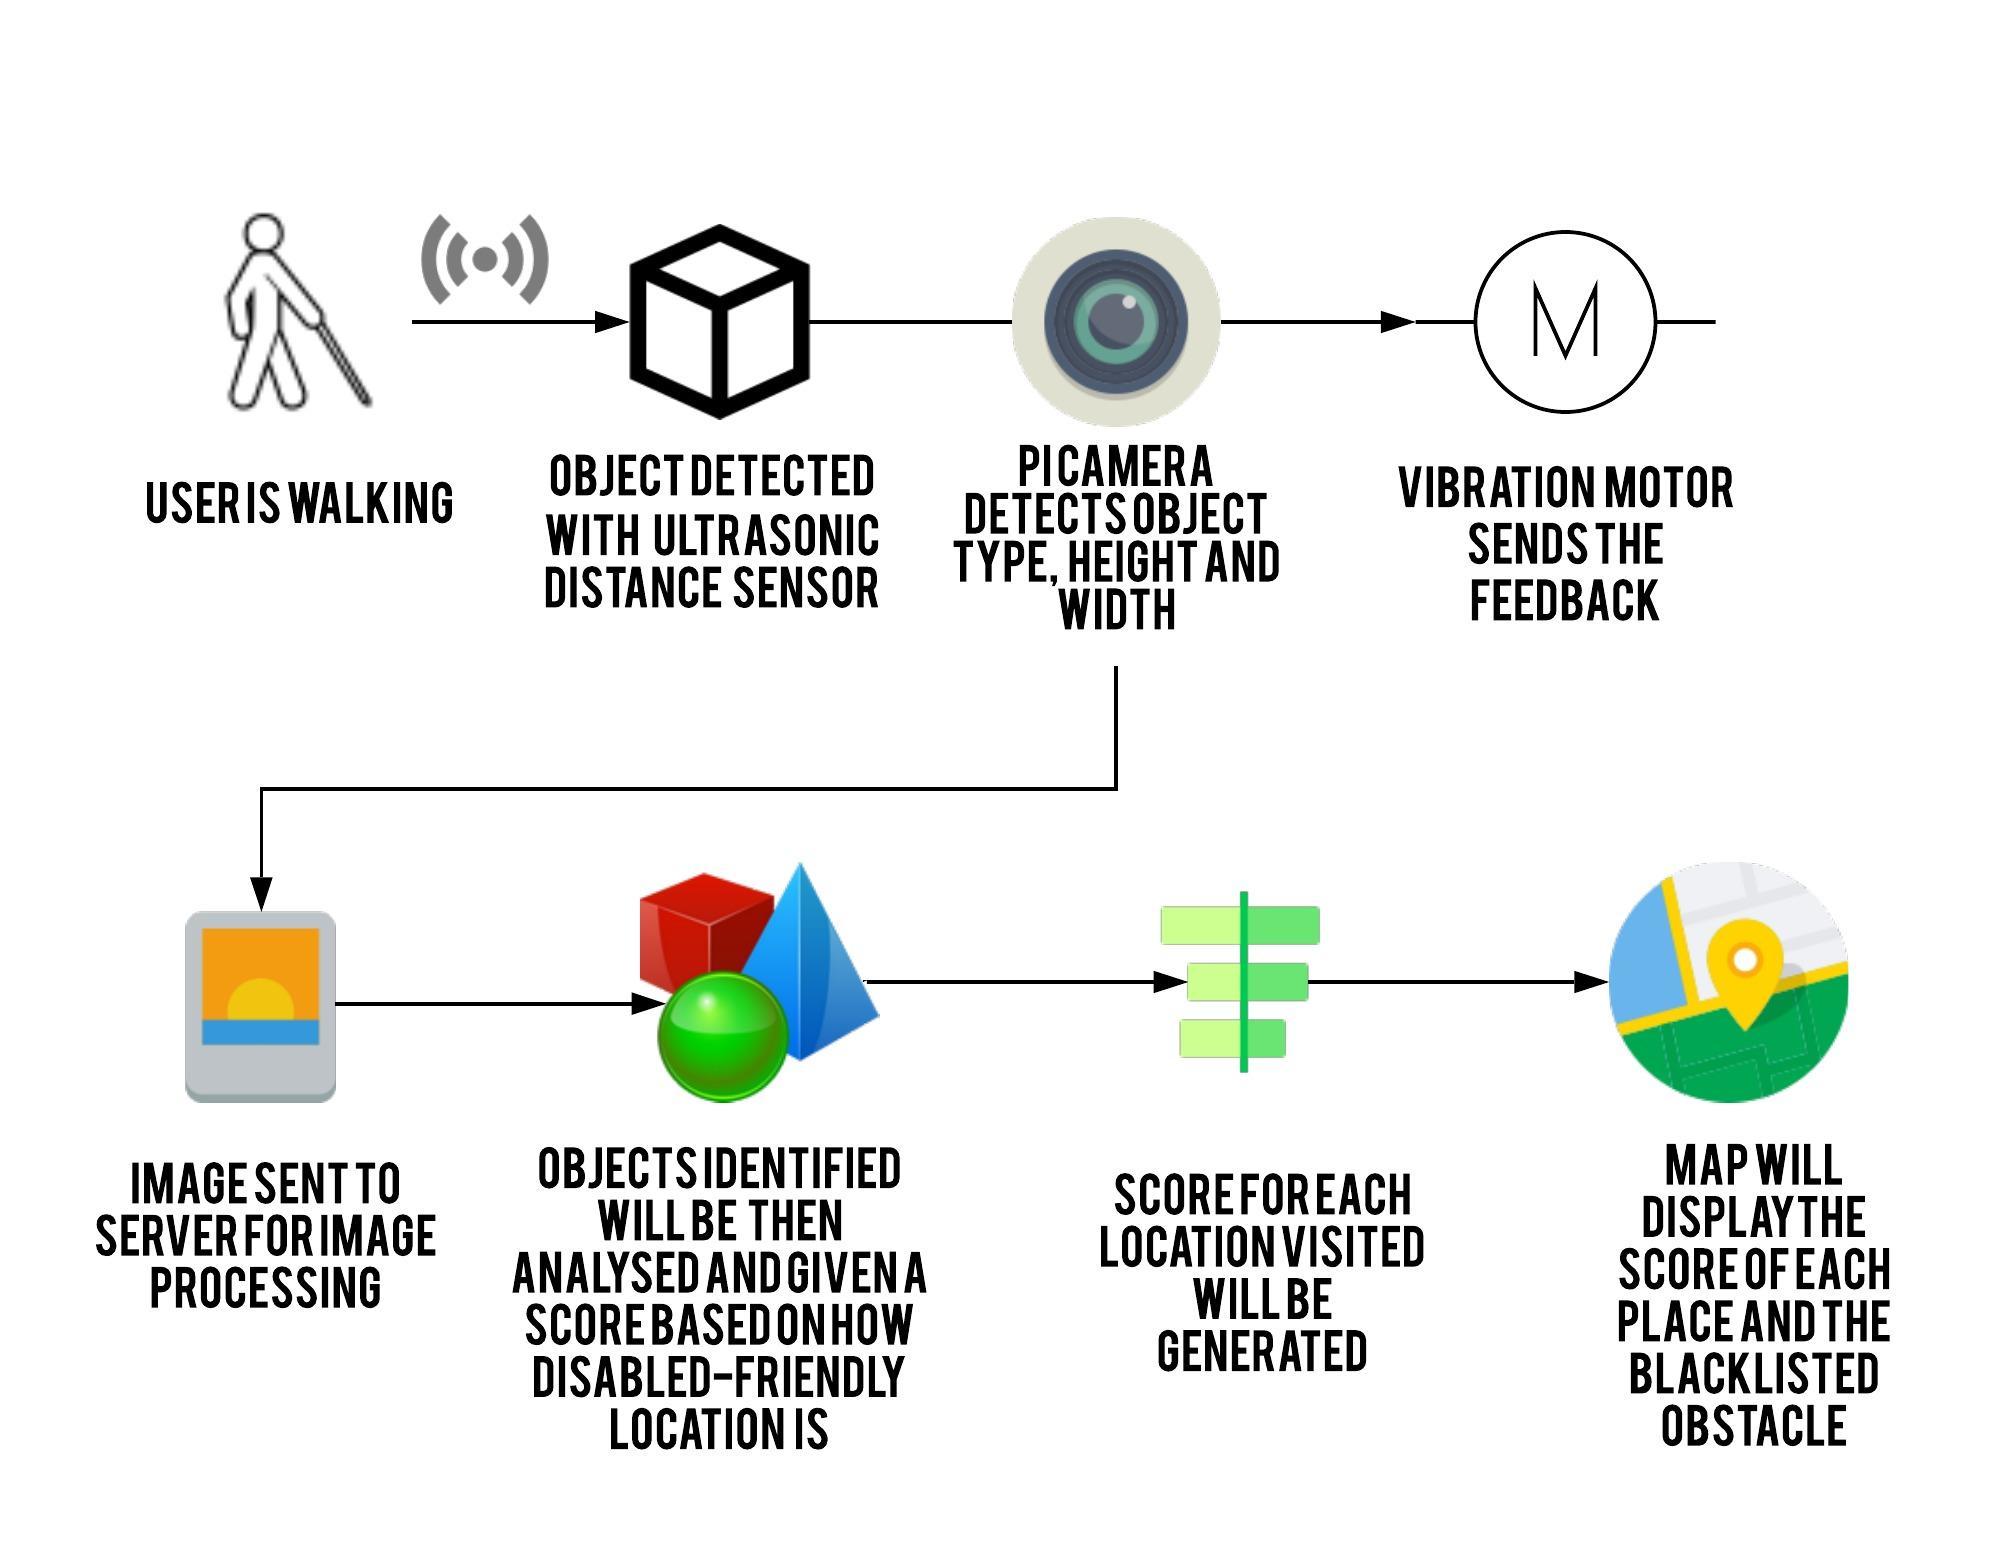 USER IS WALKING
OBJECT DETECTED
WITH ULTRASONIC
DISTANCE SENSOR
PI CAMERA
DETECTS OBJECT
TYPE, HEIGHT AND
WIDTH
M
VIBRATION MOTOR
SENDS THE
FEEDBACK
IMAGE SENT TO
SERVER FOR IMAGE
PROCESSING
OBJECTS IDENTIFIED
WILL BE THEN
ANALYSED AND GIVEN A
SCORE BASED ON HOW
DISABLED-FRIENDLY
LOCATION IS
SCORE FOR EACH
LOCATION VISITED
WILL BE
GENERATED
MAP WILL
DISPLAY THE
SCORE OF EACH
PLACE AND THE
BLACKLISTED
OBSTACLE